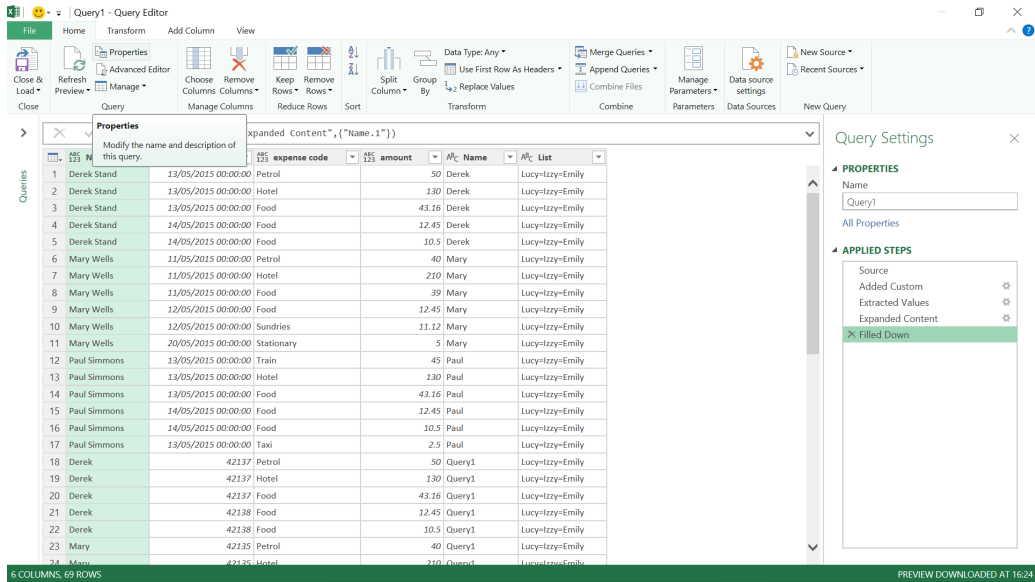 Query1 - Query Editor
File Home Transform Add Column View
Close & Load
Refresh Preview
Properties
Advanced Editor
Manage
Choose Columns
Remove Columns
Keep Rows
Remove Rows
Split Column
Group By
Data Type: Any
Use First Row As Headers
Replace Values
Merge Queries
Append Queries
Combine Files
Manage Parameters
Data source settings
New Source
Recent Sources
Close Query Manage Columns Reduce Rows Sort Transform Combine Parameters Data Sources New Query
Properties
Modify the name and description of
this query.
xpanded Content",{"Name.1"})
Queries
ABC 123 N ABC 123 expense code ABC 123 amount ABC Name ABC List
1 Derek Stand 13/05/2015 00:00:00 Petrol 50 Derek Lucy=Izzy=Emily
2 Derek Stand 13/05/2015 00:00:00 Hotel 130 Derek Lucy=Izzy=Emily
3 Derek Stand 13/05/2015 00:00:00 Food 43.16 Derek Lucy=Izzy=Emily
4 Derek Stand 14/05/2015 00:00:00 Food 12.45 Derek Lucy=Izzy=Emily
5 Derek Stand 14/05/2015 00:00:00 Food 10.5 Derek Lucy=Izzy=Emily
6 Mary Wells 11/05/2015 00:00:00 Petrol 40 Mary Lucy=Izzy=Emily
7 Mary Wells 11/05/2015 00:00:00 Hotel 210 Mary Lucy=Izzy=Emily
8 Mary Wells 11/05/2015 00:00:00 Food 39 Mary Lucy=Izzy=Emily
9 Mary Wells 12/05/2015 00:00:00 Food 12.45 Mary Lucy=Izzy=Emily
10 Mary Wells 12/05/2015 00:00:00 Sundries 11.12 Mary Lucy=Izzy=Emily
11 Mary Wells 20/05/2015 00:00:00 Stationary 5 Mary Lucy=Izzy=Emily
12 Paul Simmons 13/05/2015 00:00:00 Train 45 Paul Lucy=Izzy=Emily
13 Paul Simmons 13/05/2015 00:00:00 Hotel 130 Paul Lucy=Izzy=Emily
14 Paul Simmons 13/05/2015 00:00:00 Food 43.16 Paul Lucy=Izzy=Emily
15 Paul Simmons 14/05/2015 00:00:00 Food 12.45 Paul Lucy=Izzy=Emily
16 Paul Simmons 14/05/2015 00:00:00 Food 10.5 Paul Lucy=Izzy=Emily
17 Paul Simmons 13/05/2015 00:00:00 Taxi 2.5 Paul Lucy=Izzy=Emily
18 Derek 42137 Petrol 50 Query1 Lucy=Izzy=Emily
19 Derek 42137 Hotel 130 Query1 Lucy=Izzy=Emily
20 Derek 42137 Food 43.16 Query1 Lucy=Izzy=Emily
21 Derek 42138 Food 12.45 Query1 Lucy=Izzy=Emily
22 Derek 42138 Food 10.5 Query1 Lucy=Izzy=Emily
23 Mary 42135 Petrol 40 Query1 Lucy=Izzy=Emily
24 Mary 42135 Hotel 210 Query1 Lucy=Izzy=Emily
Query Settings
PROPERTIES
Name
Query1
All Properties
APPLIED STEPS
Source
Added Custom
Extracted Values
Expanded Content
Filled Down
6 COLUMNS, 69 ROWS
PREVIEW DOWNLOADED AT 16:24